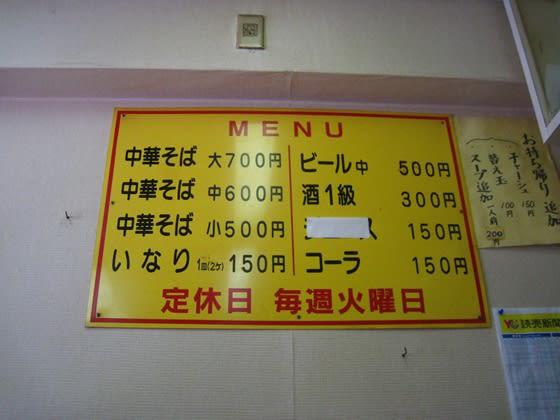 MENU
中華そば 大700円
中華そば 中600円
中華そば 小500円
いなり 1皿(2ケ) 150円
ビール中 500円
酒1級 300円
ス 150円
コーラ 150円
定休日 毎週火曜日
お持ち帰り
チャーシュー 150円
替え玉 100円
スープ追加 一人前 200円
読売新聞